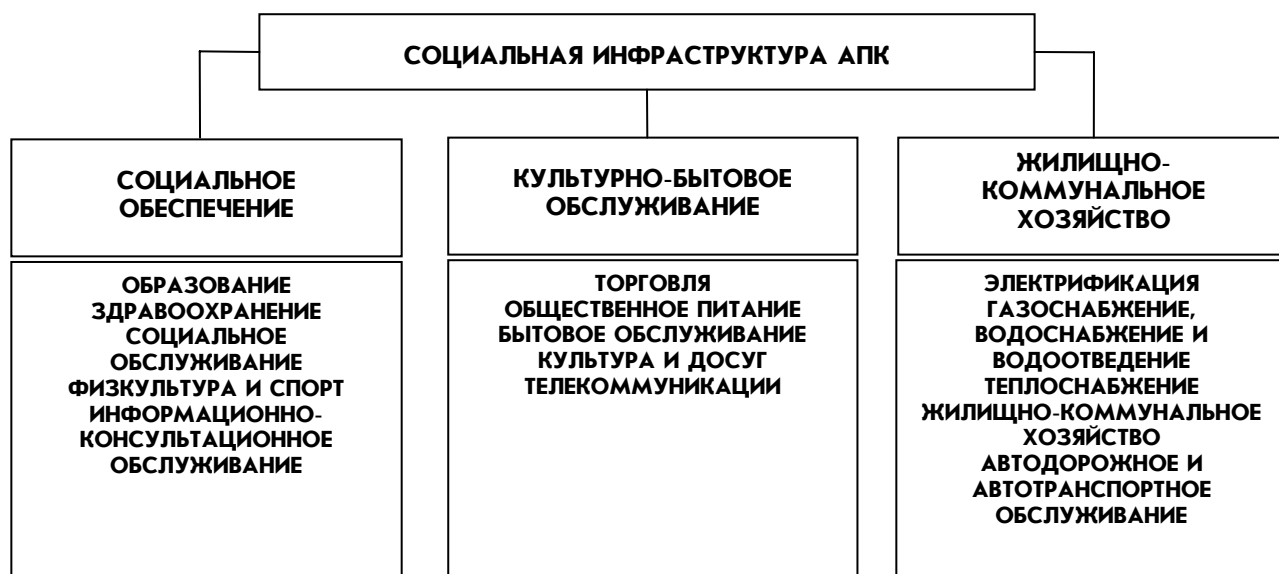 СОЦИАЛЬНАЯ ИНФРАСТРУКТУРА АПК
СОЦИАЛЬНОЕ
ОБЕСПЕЧЕНИЕ
КУЛЬТУРНО-БЫТОВОЕ
ОБСЛУЖИВАНИЕ
ЖИЛИЩНО-
КОММУНАЛЬНОЕ
ХОЗЯЙСТВО
ОБРАЗОВАНИЕ
ЗДРАВООХРАНЕНИЕ
СОЦИАЛЬНОЕ
ОБСЛУЖИВАНИЕ
ФИЗКУЛЬТУРА И СПОРТ
ИНФОРМАЦИОННО-
КОНСУЛЬТАЦИОННОЕ
ОБСЛУЖИВАНИЕ
ТОРГОВЛЯ
ОБЩЕСТВЕННОЕ ПИТАНИЕ
БЫТОВОЕ ОБСЛУЖИВАНИЕ
КУЛЬТУРА И ДОСУГ
ТЕЛЕКОММУНИКАЦИИ
ЭЛЕКТРИФИКАЦИЯ
ГАЗОСНАБЖЕНИЕ,
ВОДОСНАБЖЕНИЕ И
ВОДООТВЕДЕНИЕ
ТЕПЛОСНАБЖЕНИЕ
ЖИЛИЩНО-КОММУНАЛЬНОЕ
ХОЗЯЙСТВО
АВТОДОРОЖНОЕ И
АВТОТРАНСПОРТНОЕ
ОБСЛУЖИВАНИЕ